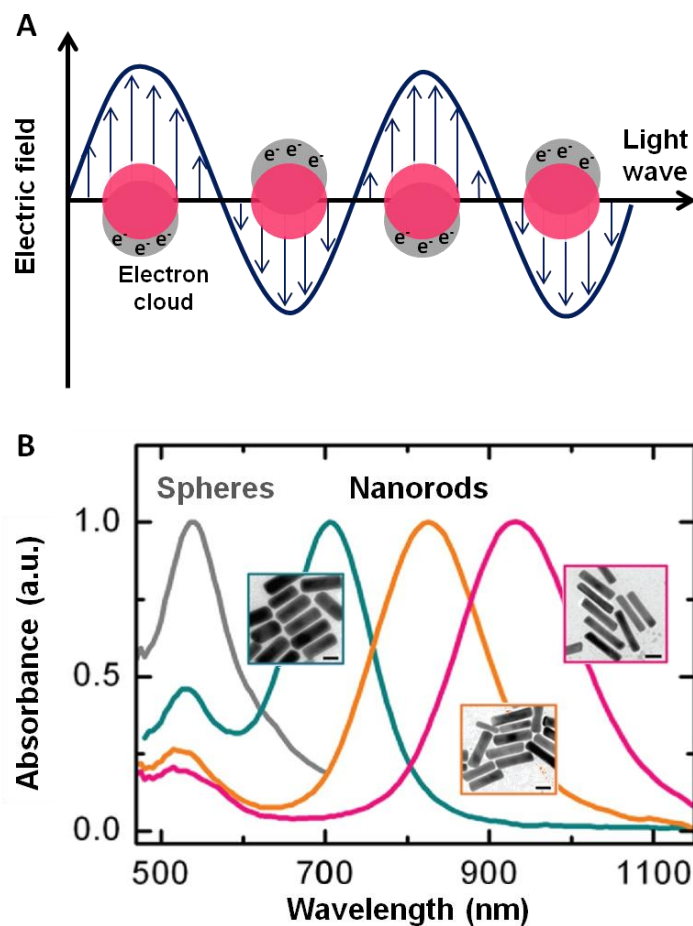 A
Electric field
e- e- e-
e- e- e-
e- e- e-
e- e- e-
Light
wave
Electron
cloud
B
Spheres
Nanorods
Absorbance (a.u.)
1.0
0.5
0.0
500
700
900
1100
Wavelength (nm)